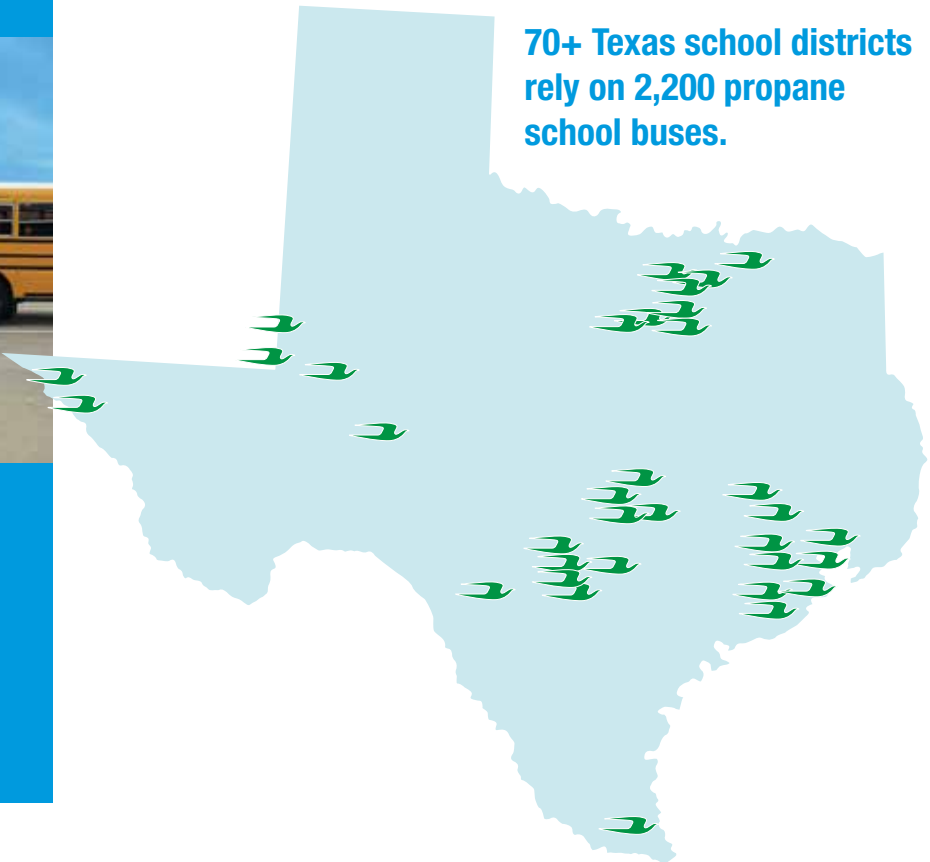 70+ Texas school districts
rely on 2,200 propane
school buses.